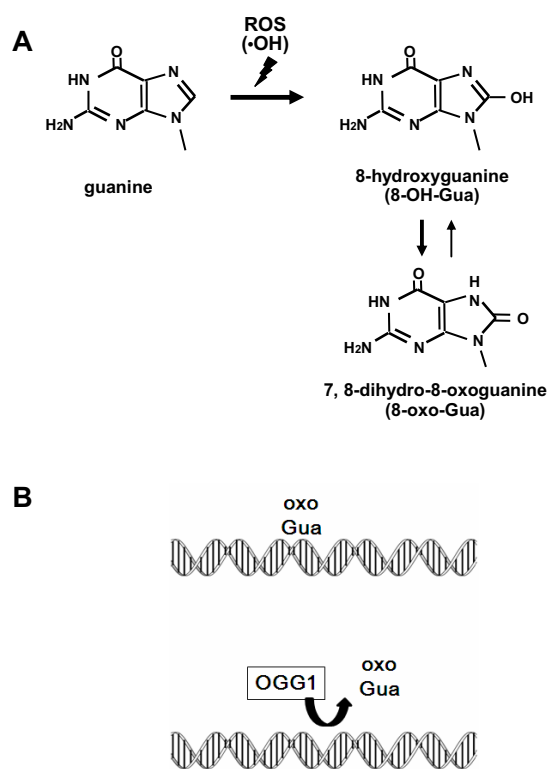 A
ROS
(•OH)
O
HN
N
H₂N
N
N
guanine
O
HN
N
OH
H₂N
N
N
8-hydroxyguanine
(8-OH-Gua)
O
H
HN
N
O
H₂N
N
N
7, 8-dihydro-8-oxoguanine
(8-oxo-Gua)
B
oxo
Gua
OGG1
oxo
Gua